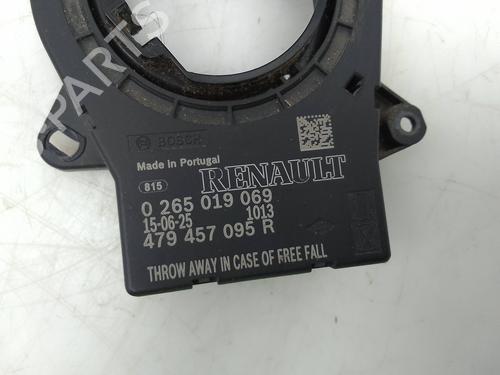 PARTS
BOSCH
Made in Portugal
815
RENAULT
0 265 019 069
15-06-25 1013
479 457 095 R
THROW AWAY IN CASE OF FREE FALL